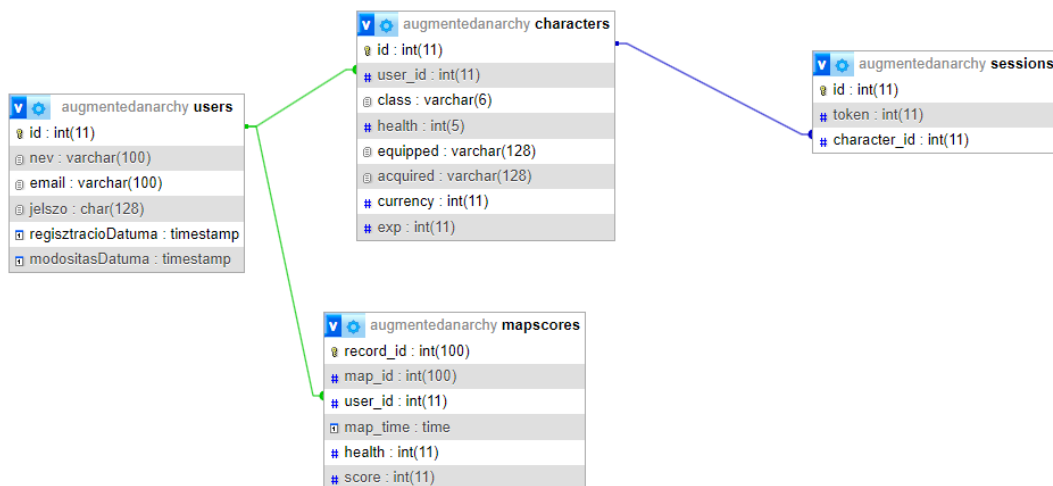 augmentedanarchy users
id : int(11)
nev : varchar(100)
email : varchar(100)
jelszo : char(128)
regisztracioDatuma : timestamp
modositasDatuma : timestamp
v augmentedanarchy characters
id : int(11)
# user_id : int(11)
class : varchar(6)
# health : int(5)
equipped : varchar(128)
acquired : varchar(128)
# currency : int(11)
# exp : int(11)
v augmentedanarchy mapscores
record_id : int(100)
# map_id : int(100)
# user_id : int(11)
map_time : time
# health : int(11)
# score : int(11)
v augmentedanarchy sessions
id : int(11)
# token : int(11)
# character_id : int(11)